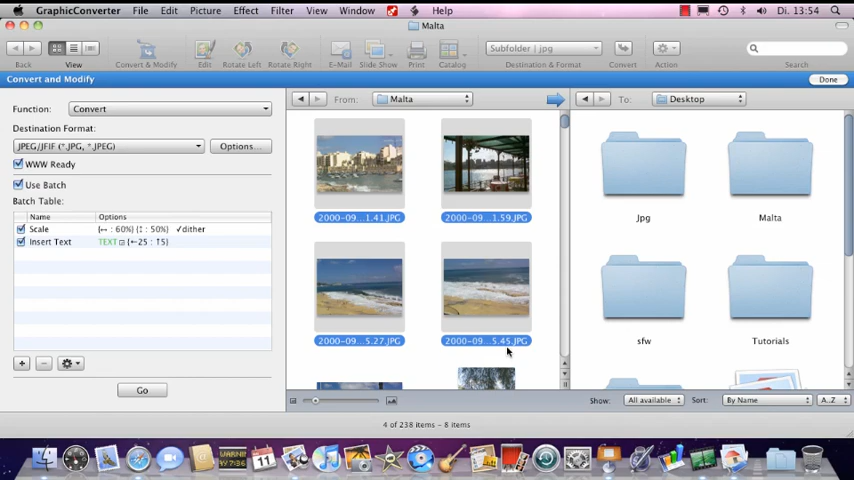 GraphicConverter File Edit Picture Effect Filter View Window Help Di. 13:54
Malta
Subfolder | jpg
Back View Convert & Modify Edit Rotate Left Rotate Right E-Mail Slide Show Print Catalog Destination & Format Convert Action Search
Convert and Modify Done
Function: Convert
From: Malta
To: Desktop
Destination Format:
JPEG/JFIF (*.JPG, *.JPEG) Options...
WWW Ready
Use Batch
Batch Table:
Name Options
Scale (↔ : 60%) (↕ : 50%) ✓dither
Insert Text TEXT (←25 : ↑5)
2000-09...1.41.JPG 2000-09...1.59.JPG
Jpg Malta
2000-09...5.27.JPG 2000-09...5.45.JPG
sfw Tutorials
Go
Show: All available Sort: By Name A..Z
4 of 238 items – 8 items
11